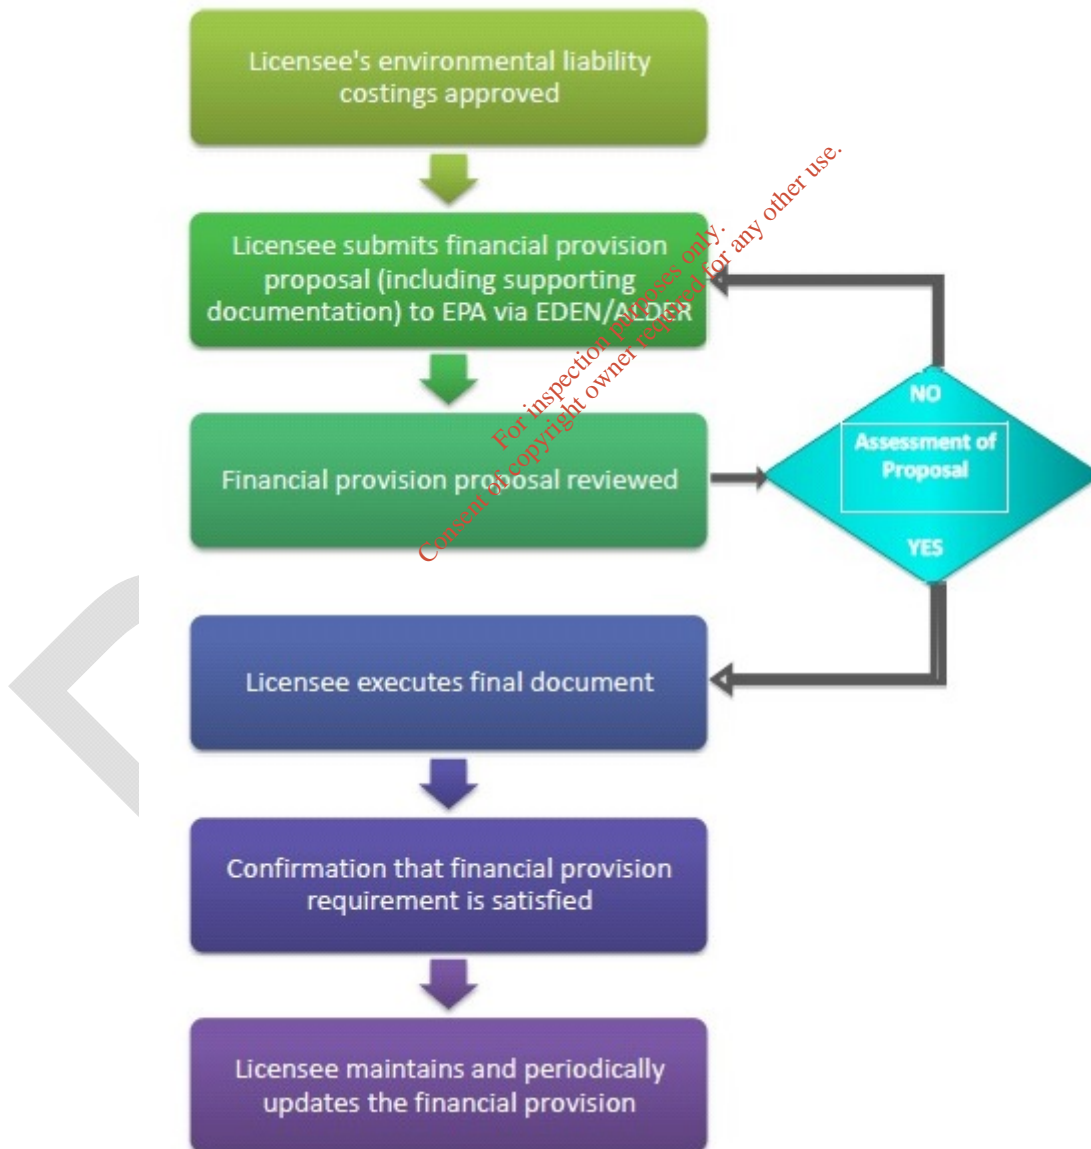 Licensee's environmental liability
costings approved
Licensee submits financial provision
proposal (including supporting
documentation) to EPA via EDEN/ALDER
Financial provision proposal reviewed
NO
Assessment of
Proposal
YES
Licensee executes final document
Confirmation that financial provision
requirement is satisfied
Licensee maintains and periodically
updates the financial provision
For inspection purposes only.
Consent of copyright owner required for any other use.